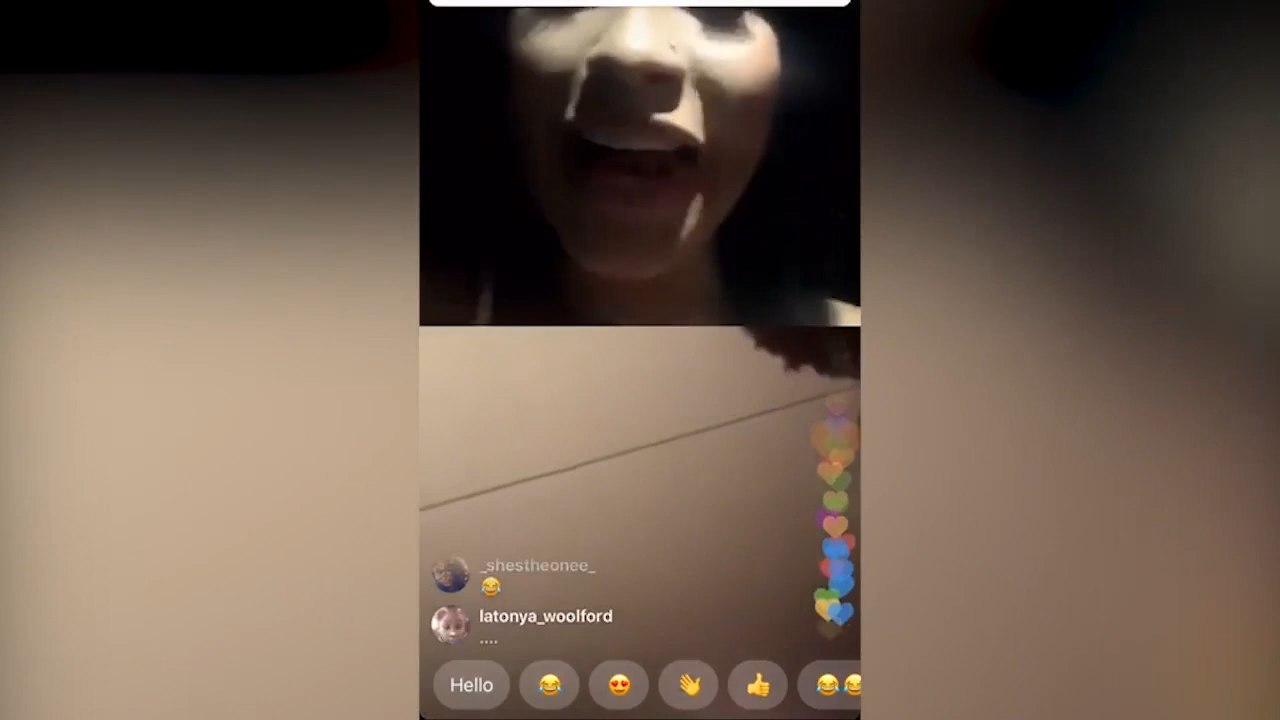 _shestheonee_
😂
latonya_woolford
....
Hello 😂 😍 👋 👍 😂😂